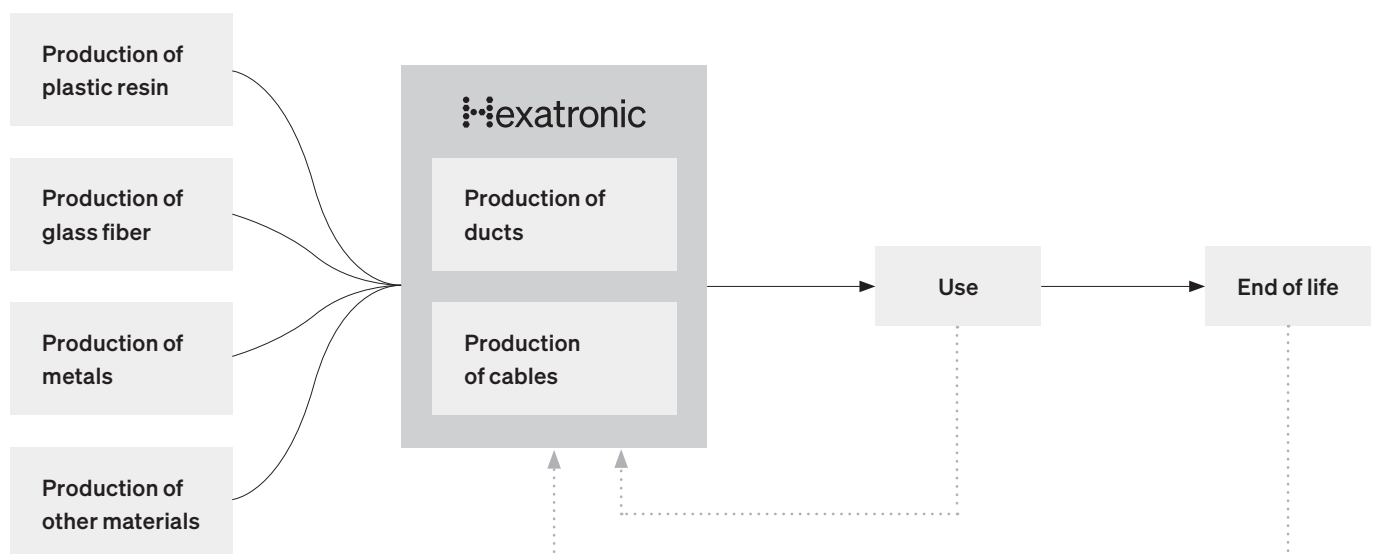 Production of
plastic resin
Production of
glass fiber
Production of
metals
Production of
other materials
Hexatronic
Production of
ducts
Production
of cables
Use
End of life